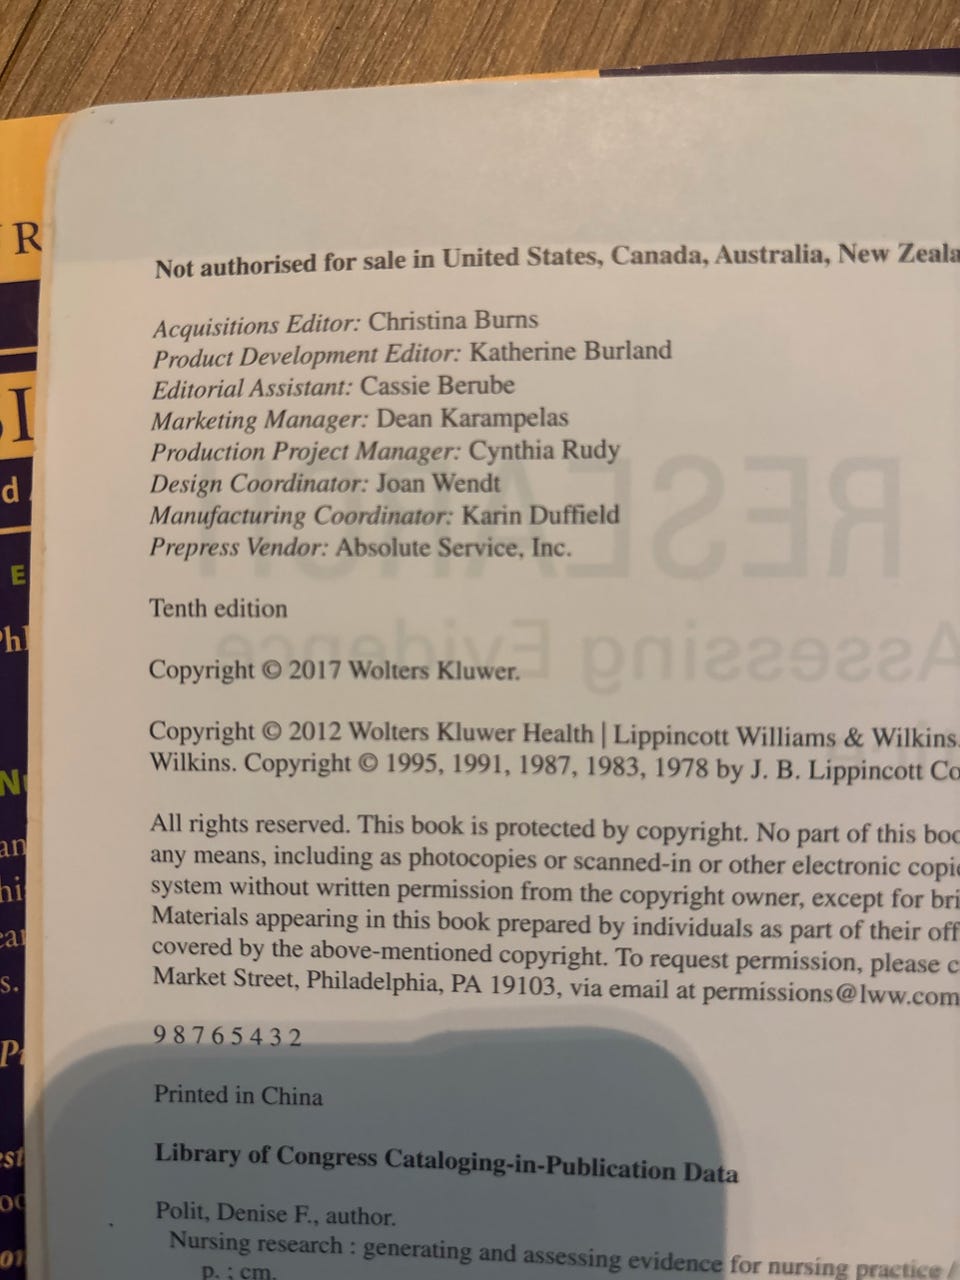 Not authorised for sale in United States, Canada, Australia, New Zeala
Acquisitions Editor: Christina Burns
Product Development Editor: Katherine Burland
Editorial Assistant: Cassie Berube
Marketing Manager: Dean Karampelas
Production Project Manager: Cynthia Rudy
Design Coordinator: Joan Wendt
Manufacturing Coordinator: Karin Duffield
Prepress Vendor: Absolute Service, Inc.
Tenth edition
Copyright © 2017 Wolters Kluwer.
Copyright © 2012 Wolters Kluwer Health | Lippincott Williams & Wilkins.
Wilkins. Copyright © 1995, 1991, 1987, 1983, 1978 by J. B. Lippincott Co
All rights reserved. This book is protected by copyright. No part of this boo
any means, including as photocopies or scanned-in or other electronic copie
system without written permission from the copyright owner, except for bri
Materials appearing in this book prepared by individuals as part of their off
covered by the above-mentioned copyright. To request permission, please c
Market Street, Philadelphia, PA 19103, via email at permissions@lww.com
9 8 7 6 5 4 3 2
Printed in China
Library of Congress Cataloging-in-Publication Data
Polit, Denise F., author.
Nursing research : generating and assessing evidence for nursing practice /
p. ; cm.